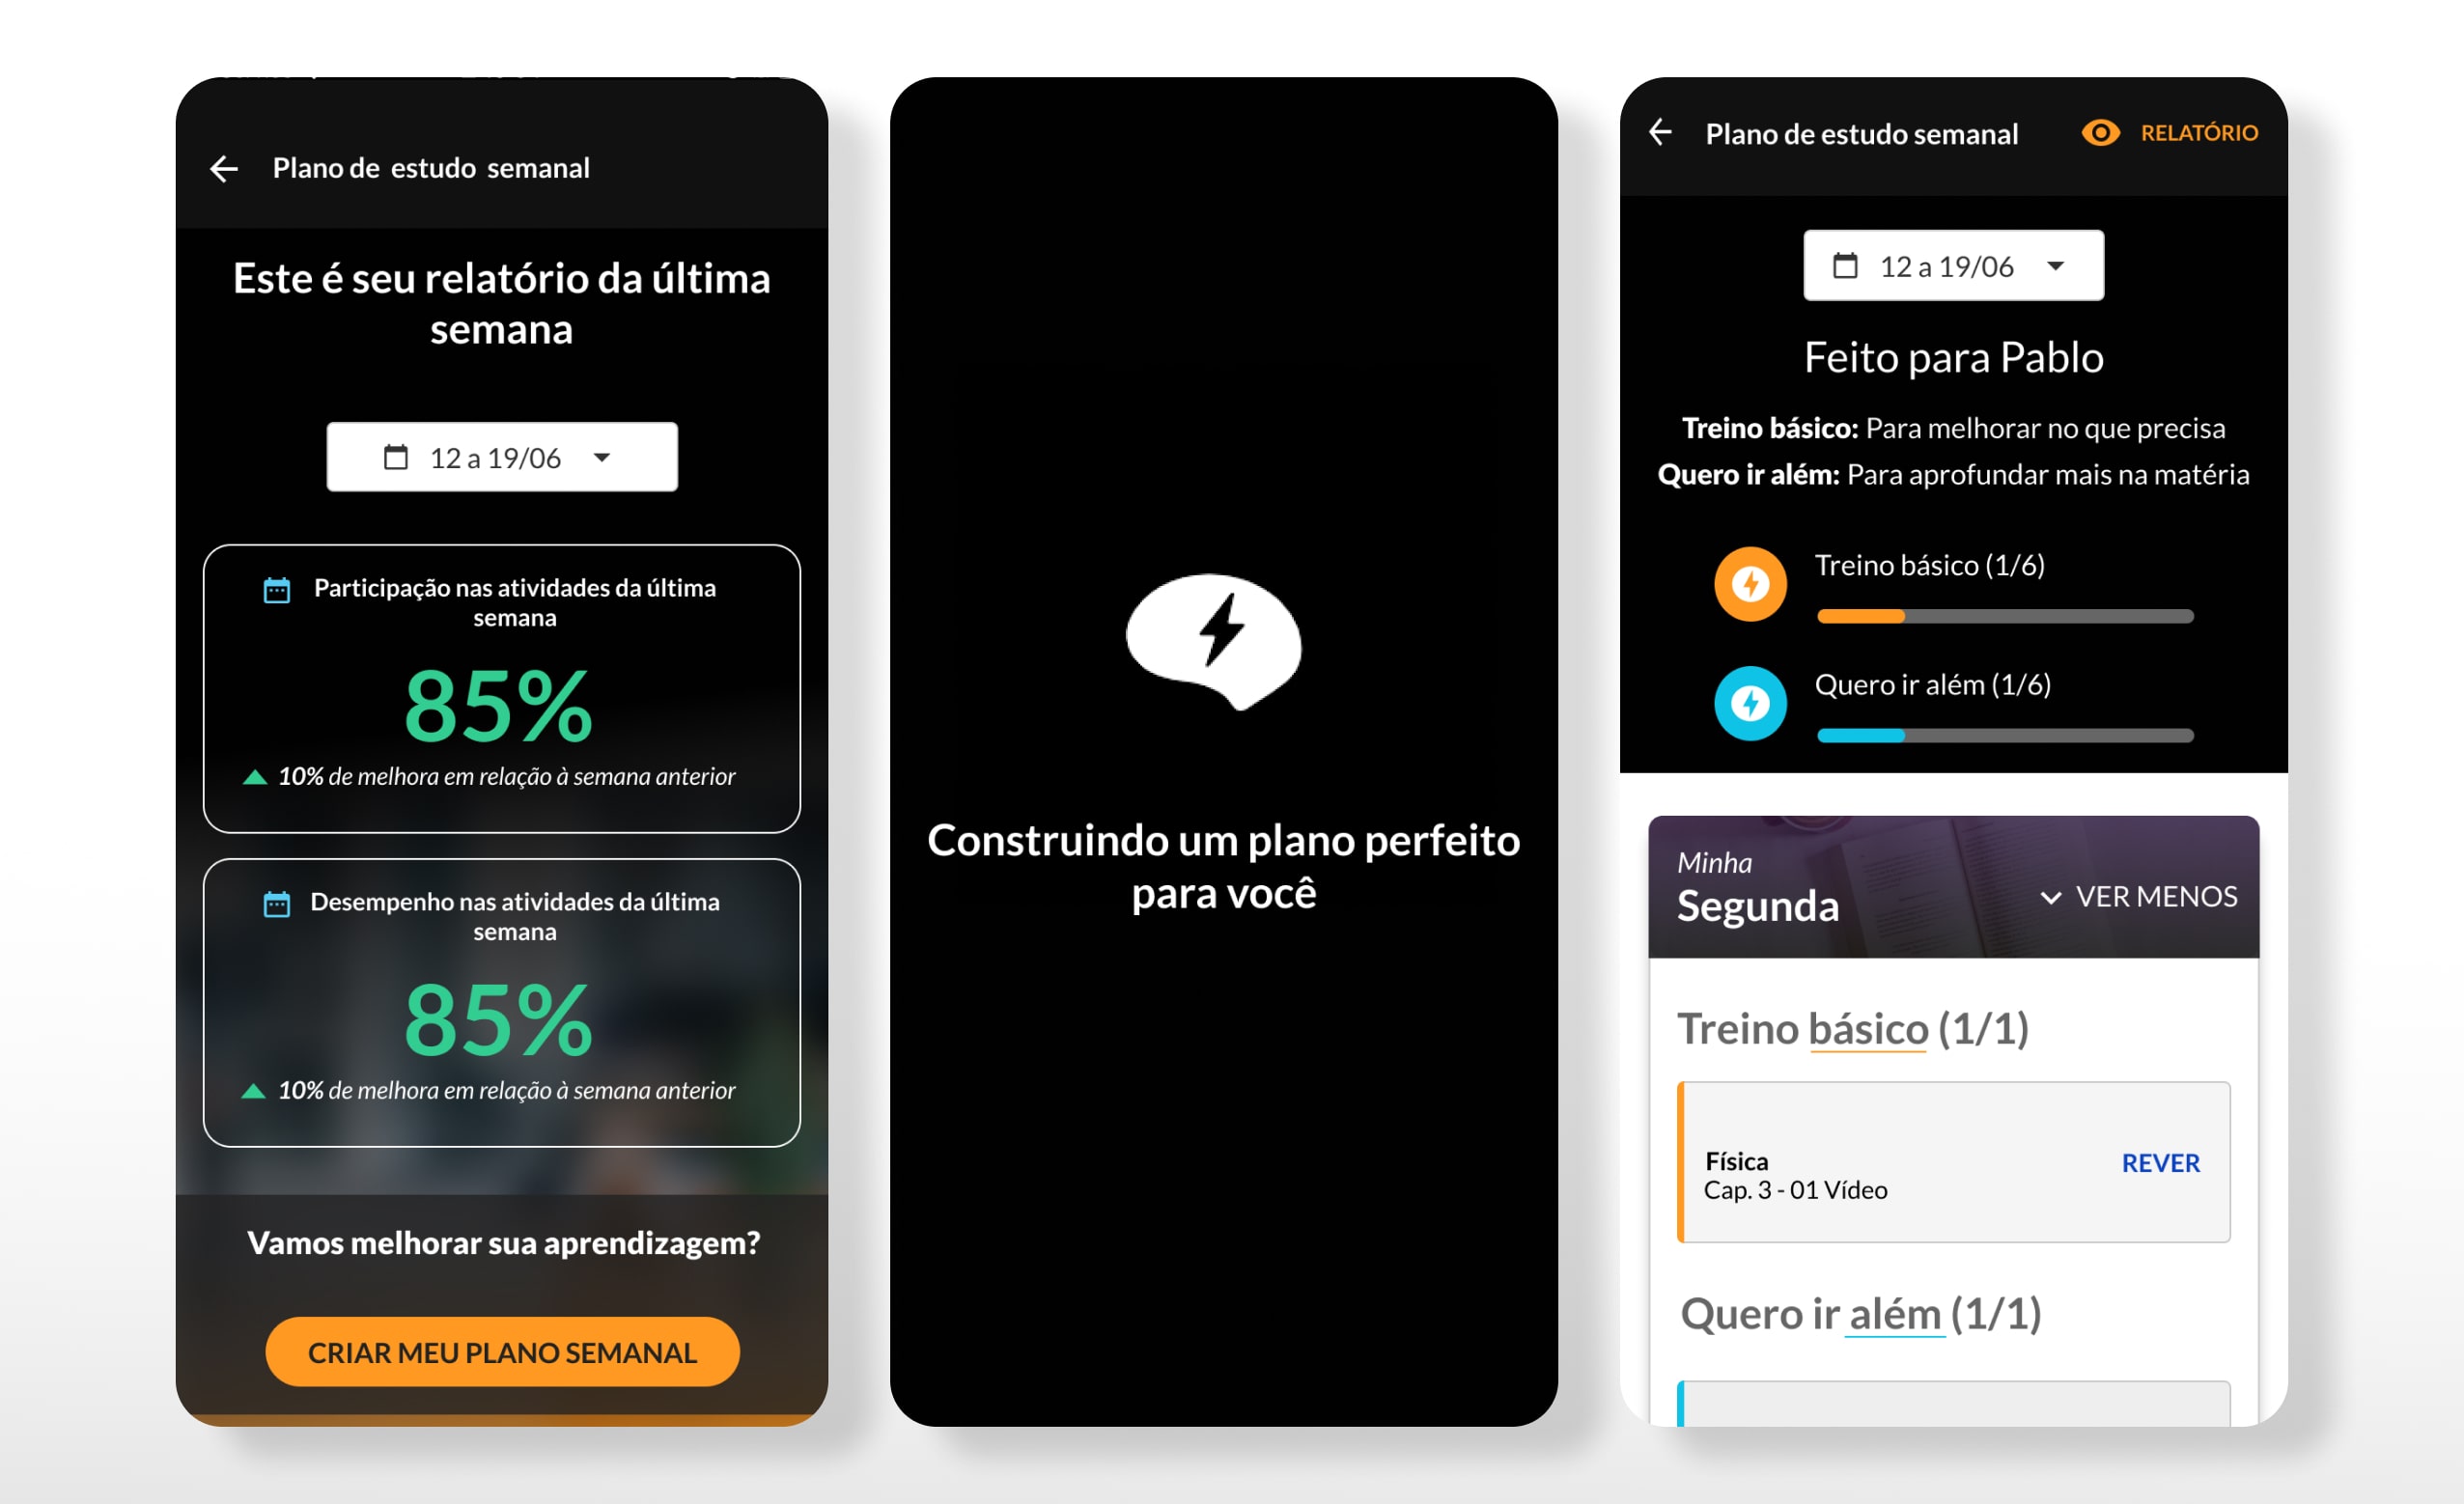 Plano de estudo semanal
Este é seu relatório da última
semana
12 a 19/06
Participação nas atividades da última
semana
85%
10% de melhora em relação à semana anterior
Desempenho nas atividades da última
semana
85%
10% de melhora em relação à semana anterior
Vamos melhorar sua aprendizagem?
CRIAR MEU PLANO SEMANAL
Construindo um plano perfeito
para você
Plano de estudo semanal
RELATÓRIO
12 a 19/06
Feito para Pablo
Treino básico: Para melhorar no que precisa
Quero ir além: Para aprofundar mais na matéria
Treino básico (1/6)
Quero ir além (1/6)
Minha
Segunda
VER MENOS
Treino básico (1/1)
Física
REVER
Cap. 3 - 01 Vídeo
Quero ir além (1/1)